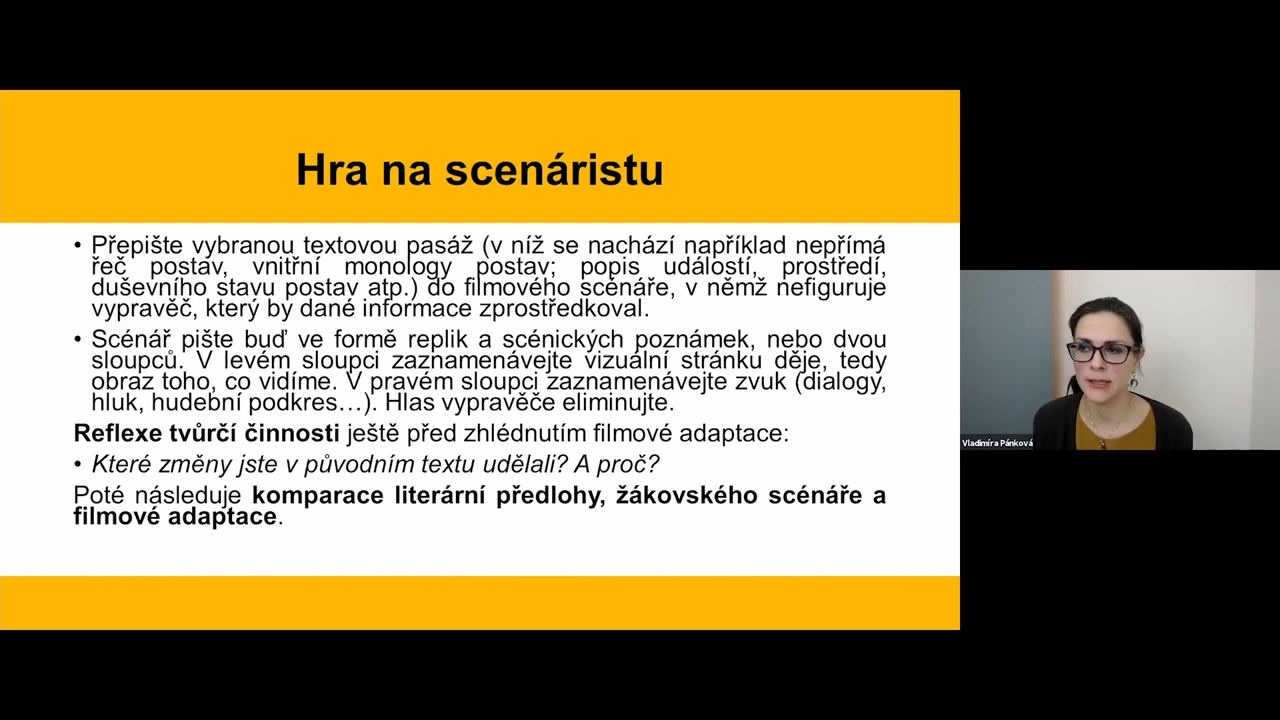 Hra na scenáristu
• Přepište vybranou textovou pasáž (v níž se nachází například nepřímá
řeč postav, vnitřní monology postav; popis událostí, prostředí,
duševního stavu postav atp.) do filmového scénáře, v němž nefiguruje
vypravěč, který by dané informace zprostředkoval.
• Scénář pište buď ve formě replik a scénických poznámek, nebo dvou
sloupců. V levém sloupci zaznamenávejte vizuální stránku děje, tedy
obraz toho, co vidíme. V pravém sloupci zaznamenávejte zvuk (dialogy,
hluk, hudební podkres…). Hlas vypravěče eliminujte.
Reflexe tvůrčí činnosti ještě před zhlédnutím filmové adaptace:
• Které změny jste v původním textu udělali? A proč?
Poté následuje komparace literární předlohy, žákovského scénáře a
filmové adaptace.
Vladimíra Pánková